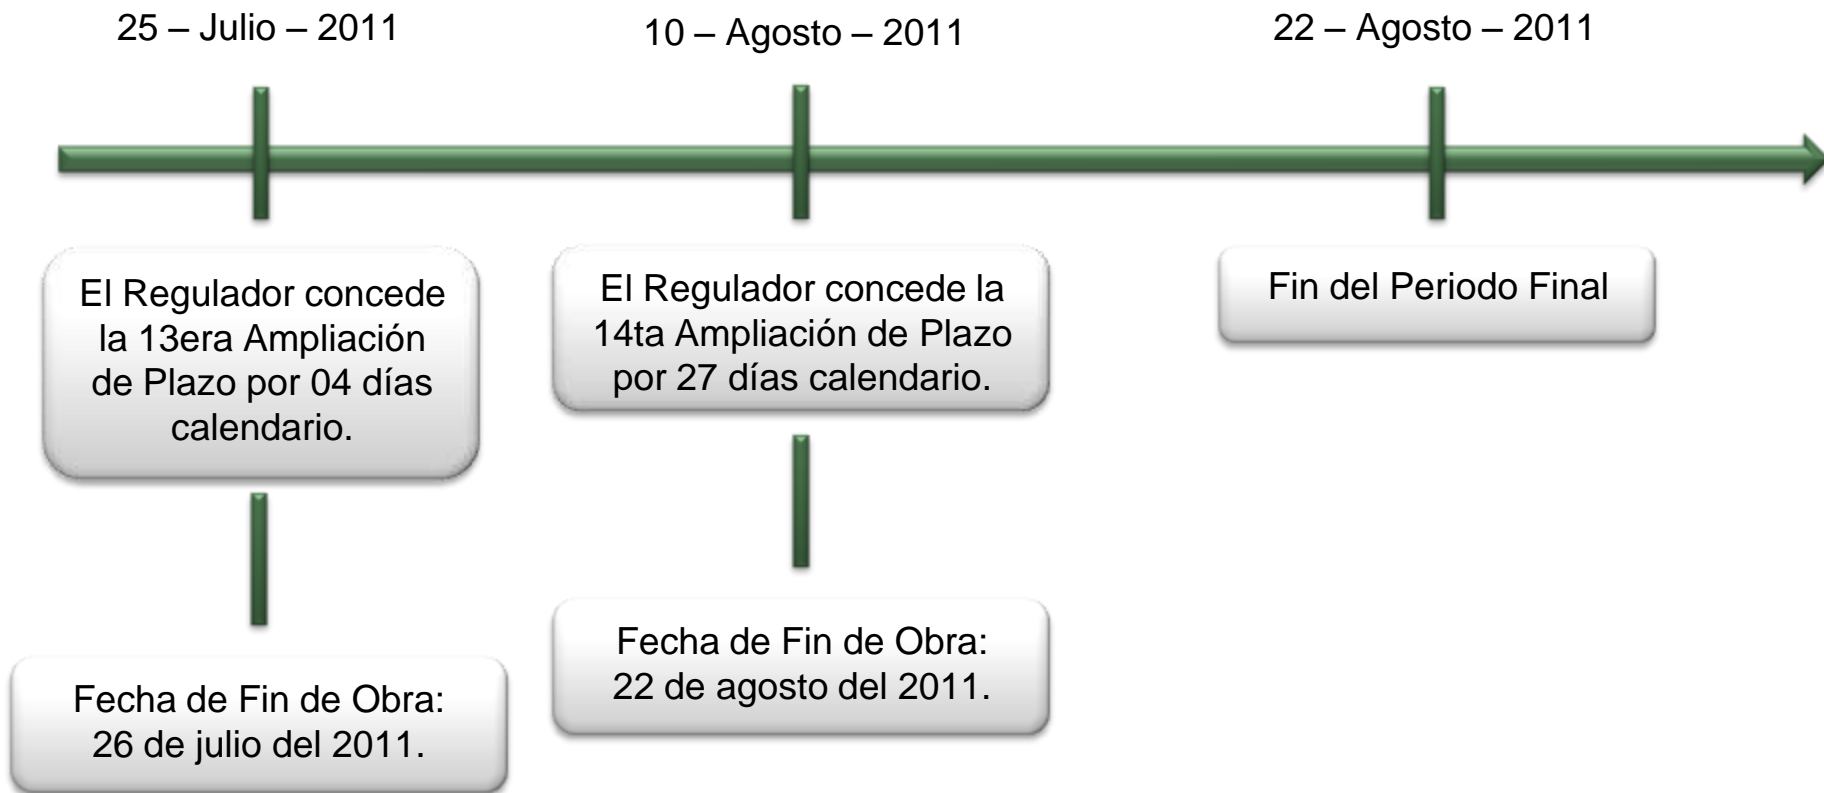 25 – Julio – 2011
10 – Agosto – 2011
22 – Agosto – 2011
El Regulador concede
la 13era Ampliación
de Plazo por 04 días
calendario.
El Regulador concede la
14ta Ampliación de Plazo
por 27 días calendario.
Fin del Periodo Final
Fecha de Fin de Obra:
26 de julio del 2011.
Fecha de Fin de Obra:
22 de agosto del 2011.